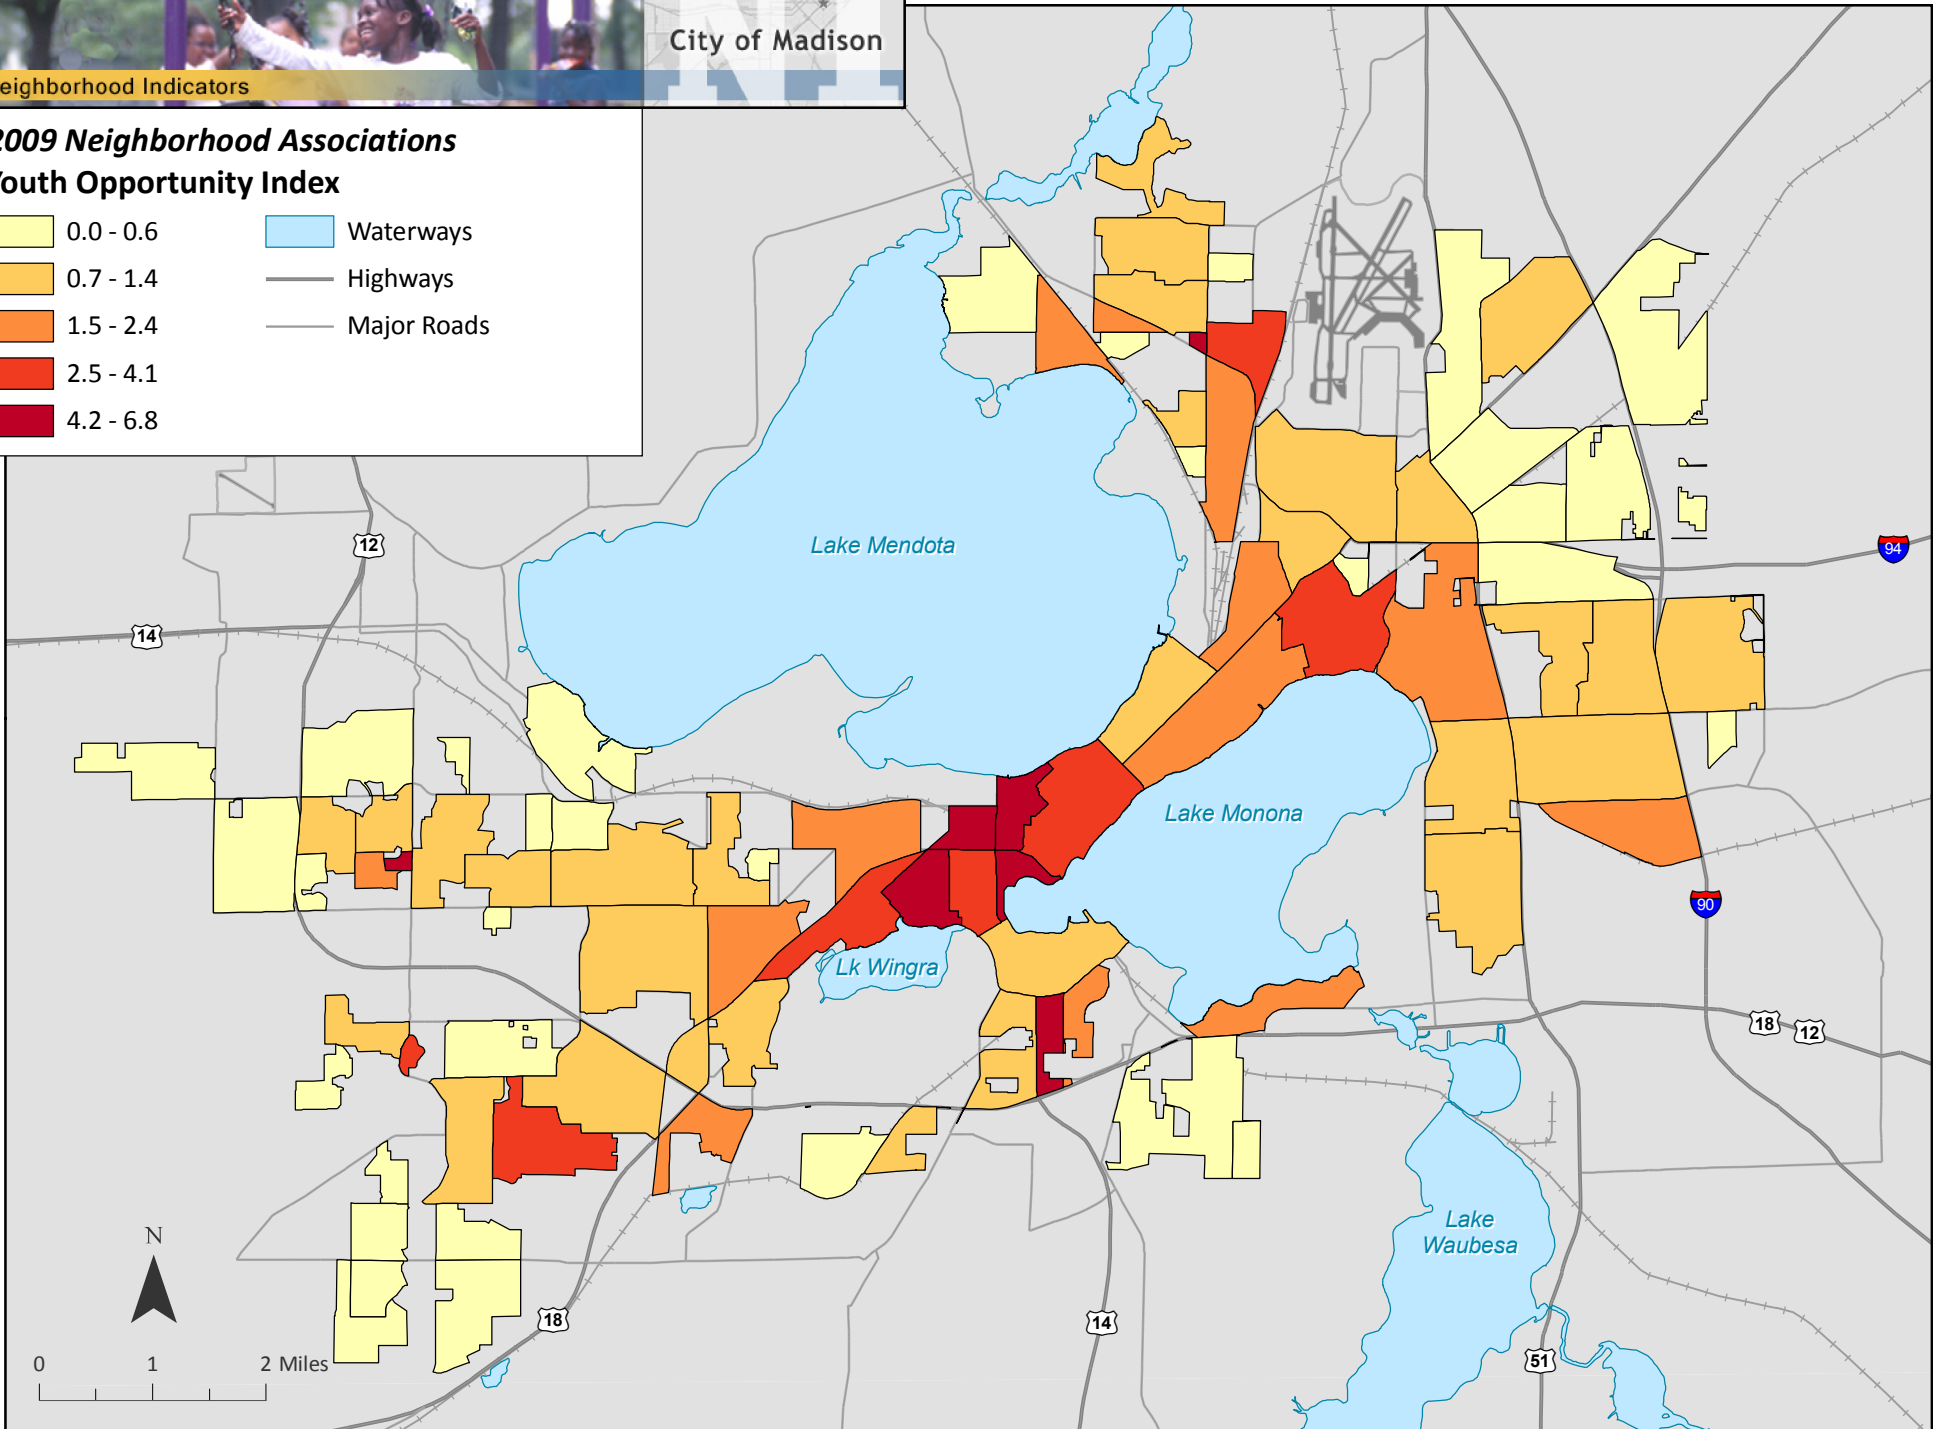 City of Madison
eighborhood Indicators
2009 Neighborhood Associations
Youth Opportunity Index
0.0 - 0.6
Waterways
0.7 - 1.4
Highways
1.5 - 2.4
Major Roads
2.5 - 4.1
4.2 - 6.8
12
Lake Mendota
94
14
Lake Monona
90
Lk Wingra
18
12
Lake
Waubesa
N
18
14
0
1
2 Miles
51